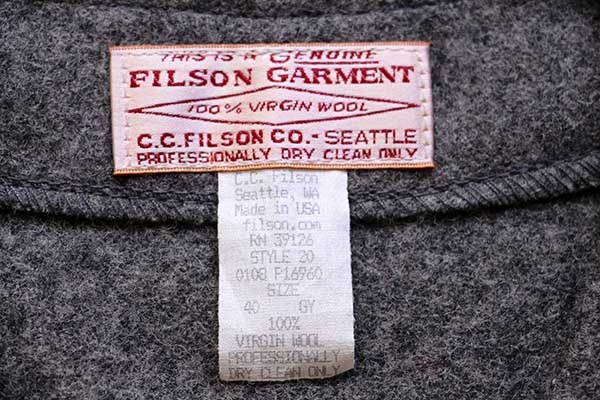 THIS IS A GENUINE
FILSON GARMENT
100% VIRGIN WOOL
C.C.FILSON CO.- SEATTLE
PROFESSIONALLY DRY CLEAN ONLY
C.C. Filson
Seattle, WA
Made in USA
filson.com
RN 39126
STYLE 20
0108 P16960
SIZE
40 GY
100%
VIRGIN WOOL
PROFESSIONALLY
DRY CLEAN ONLY